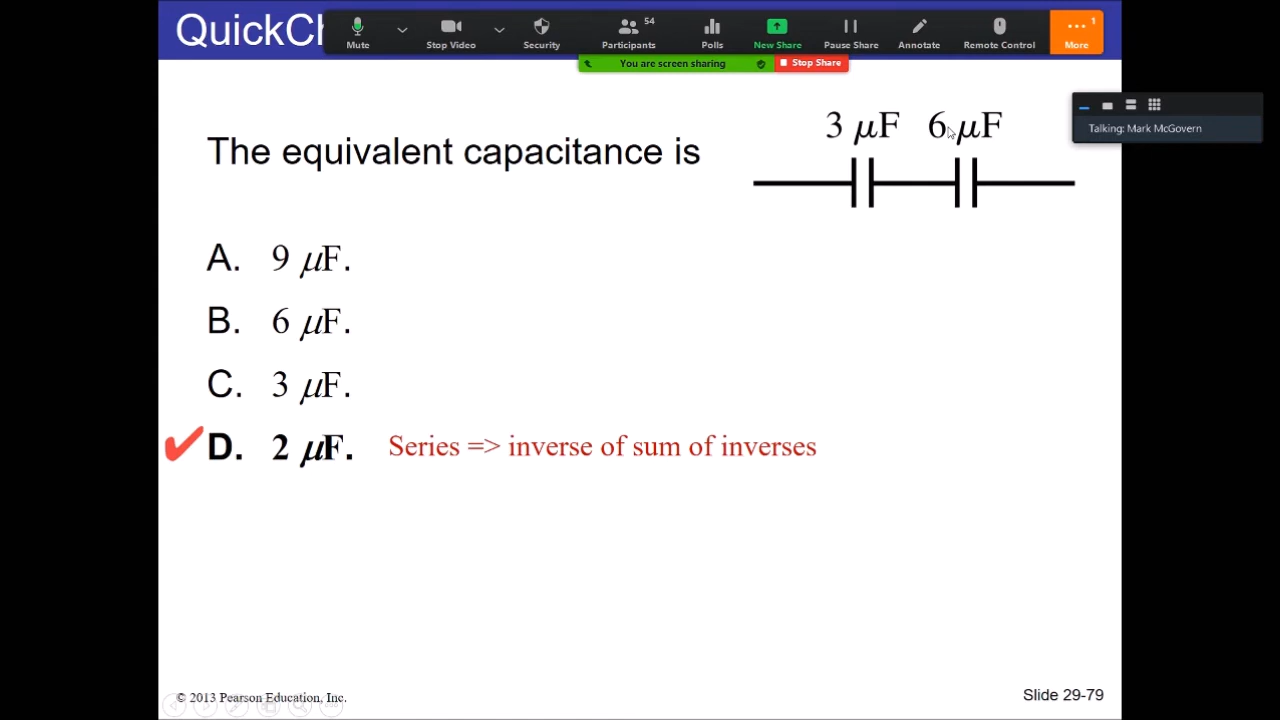 QuickCh
Mute
Stop Video
Security
Participants
54
Polls
New Share
Pause Share
Annotate
Remote Control
More
1
You are screen sharing
Stop Share
Talking: Mark McGovern
3 μF 6 μF
The equivalent capacitance is
A. 9 μF.
B. 6 μF.
C. 3 μF.
D. 2 μF. Series => inverse of sum of inverses
© 2013 Pearson Education, Inc.
Slide 29-79